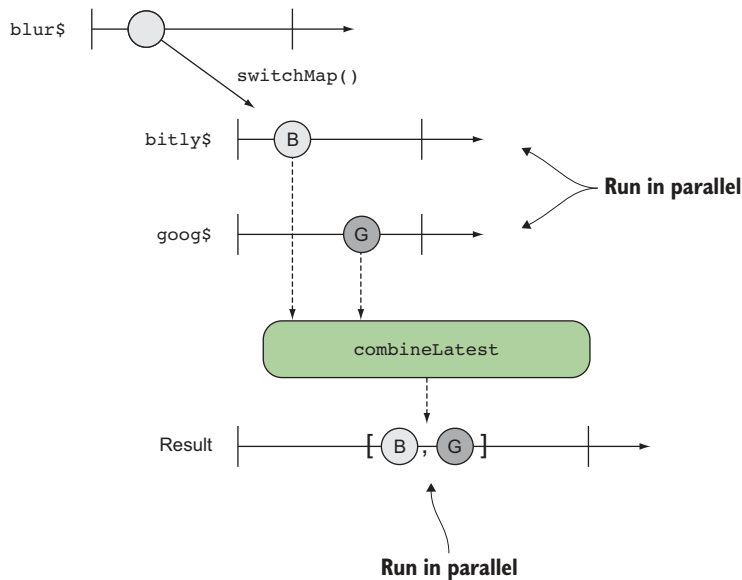 blur$
switchMap()
bitly$
B
Run in parallel
goog$
G
combineLatest
Result
[ B , G ]
Run in parallel